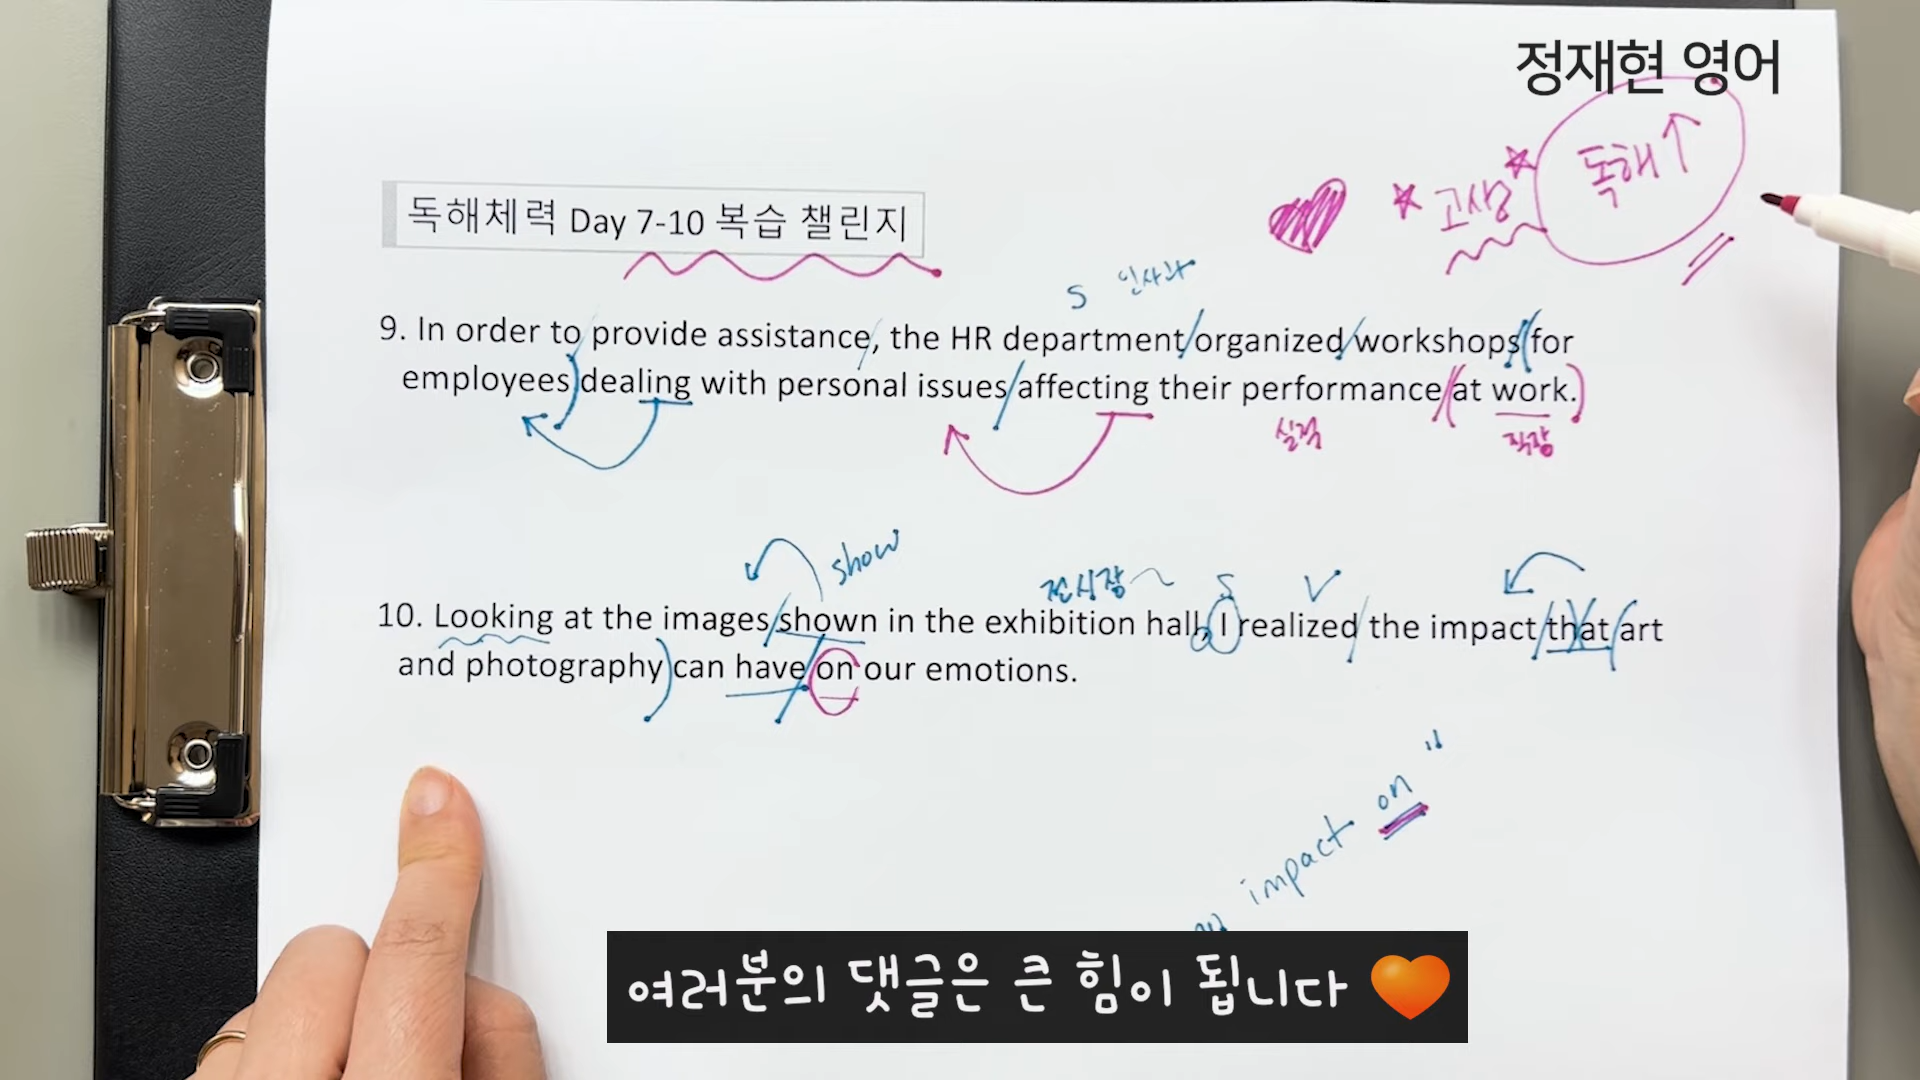 정재현 영어
독해↑
고생
독해체력 Day 7-10 복습 챌린지
S 인사과
9. In order to provide assistance, the HR department organized workshops for
employees dealing with personal issues affecting their performance at work.
실적 직장
show
전시장 S V
10. Looking at the images shown in the exhibition hall, I realized the impact that art
and photography can have on our emotions.
impact on "
여러분의 댓글은 큰 힘이 됩니다 🧡